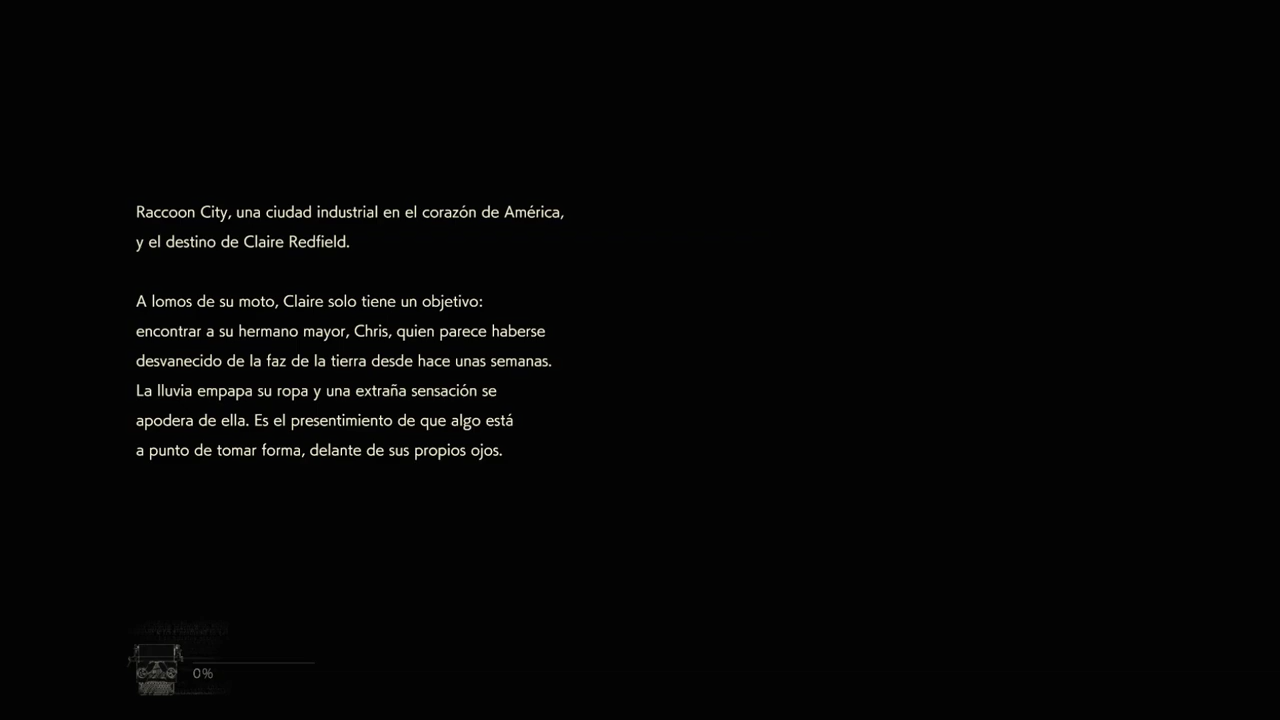 Raccoon City, una ciudad industrial en el corazón de América,
y el destino de Claire Redfield.
A lomos de su moto, Claire solo tiene un objetivo:
encontrar a su hermano mayor, Chris, quien parece haberse
desvanecido de la faz de la tierra desde hace unas semanas.
La lluvia empapa su ropa y una extraña sensación se
apodera de ella. Es el presentimiento de que algo está
a punto de tomar forma, delante de sus propios ojos.
0%